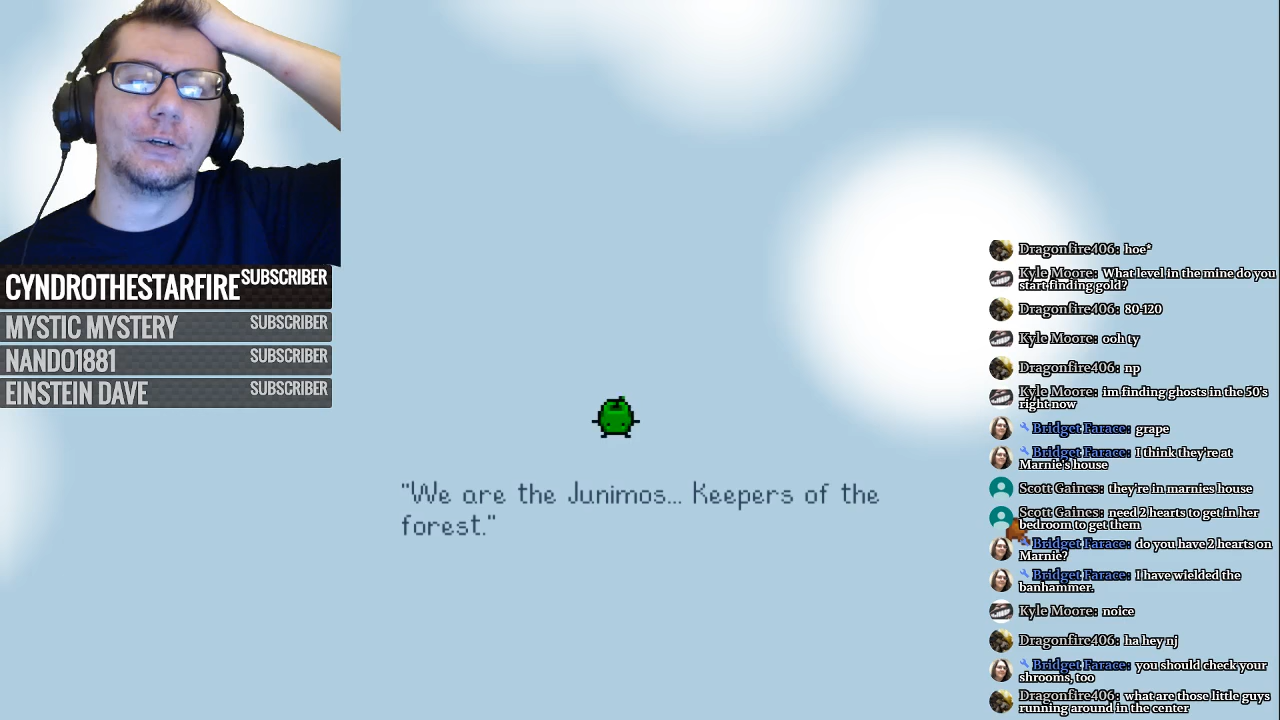 CYNDROTHESTARFIRE SUBSCRIBER
MYSTIC MYSTERY SUBSCRIBER
NANDO1881 SUBSCRIBER
EINSTEIN DAVE SUBSCRIBER
"We are the Junimos... Keepers of the
forest."
Dragonfire406: hoe*
Kyle Moore: What level in the mine do you
start finding gold?
Dragonfire406: 80-120
Kyle Moore: ooh ty
Dragonfire406: np
Kyle Moore: im finding ghosts in the 50's
right now
Bridget Farace: grape
Bridget Farace: I think they're at
Marnie's house
Scott Gaines: they're in marnies house
Scott Gaines: need 2 hearts to get in her
bedroom to get them
Bridget Farace: do you have 2 hearts on
Marnie?
Bridget Farace: I have wielded the
banhammer.
Kyle Moore: noice
Dragonfire406: ha hey nj
Bridget Farace: you should check your
shrooms, too
Dragonfire406: what are those little guys
running around in the center